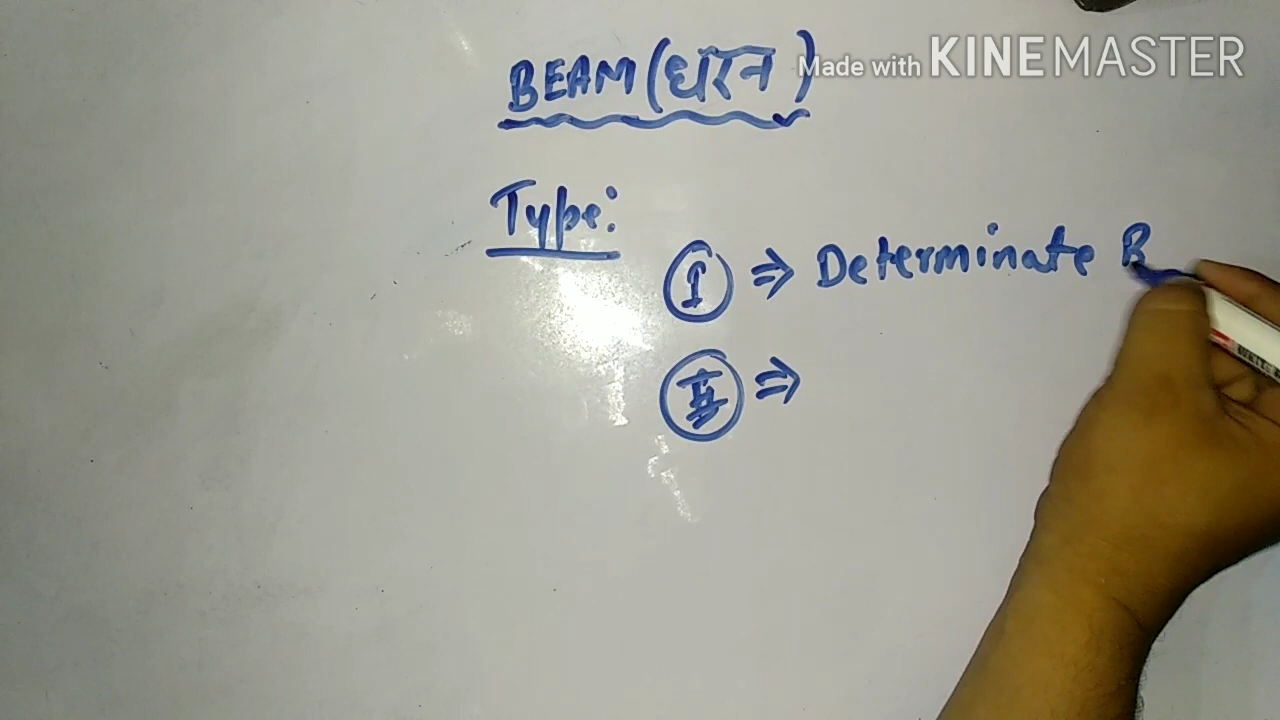 BEAM (धरन)
Made with KINEMASTER
Type:
I ⇒ Determinate B
II ⇒